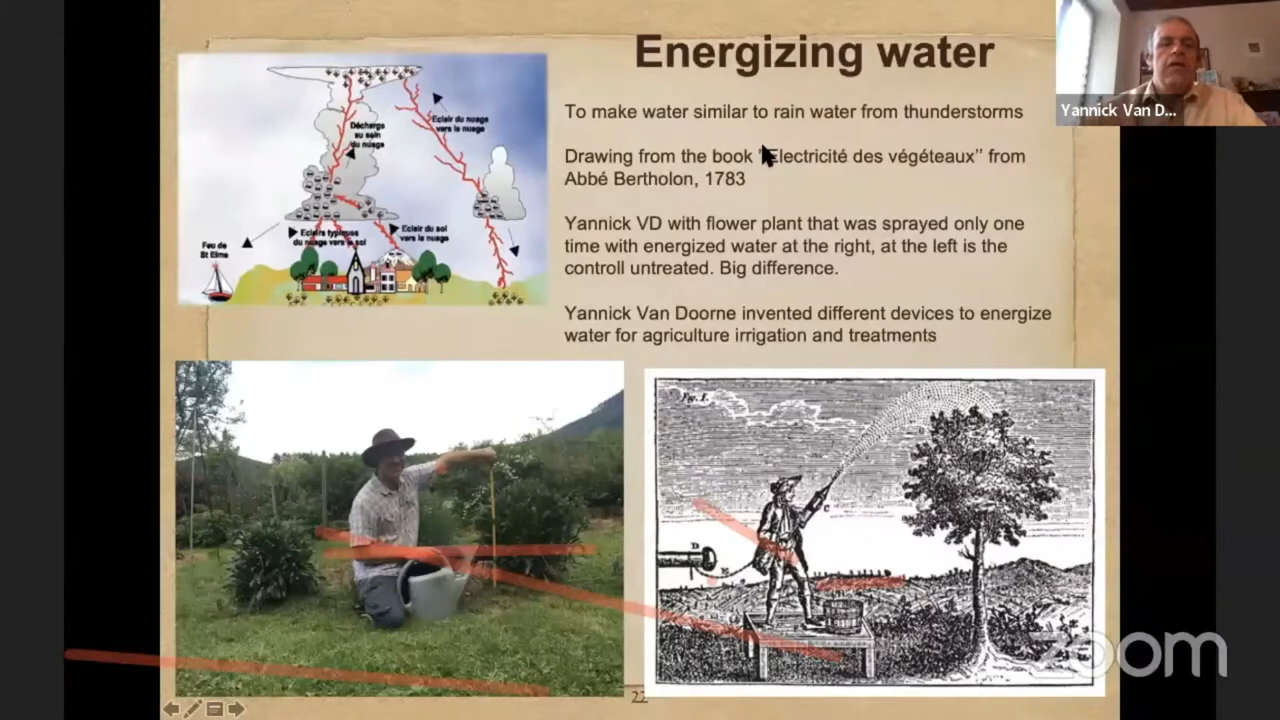 Energizing water
To make water similar to rain water from thunderstorms
Drawing from the book "Electricité des végéteaux" from
Abbé Bertholon, 1783
Yannick VD with flower plant that was sprayed only one
time with energized water at the right, at the left is the
controll untreated. Big difference.
Yannick Van Doorne invented different devices to energize
water for agriculture irrigation and treatments
Décharge
au sein
du nuage
Eclair du nuage
vers le nuage
Eclairs typiques
du nuage vers le sol
Eclair du sol
vers le nuage
Feu de
St Elme
Fig. 1.
C
D
E
22
Yannick Van D...
zoom